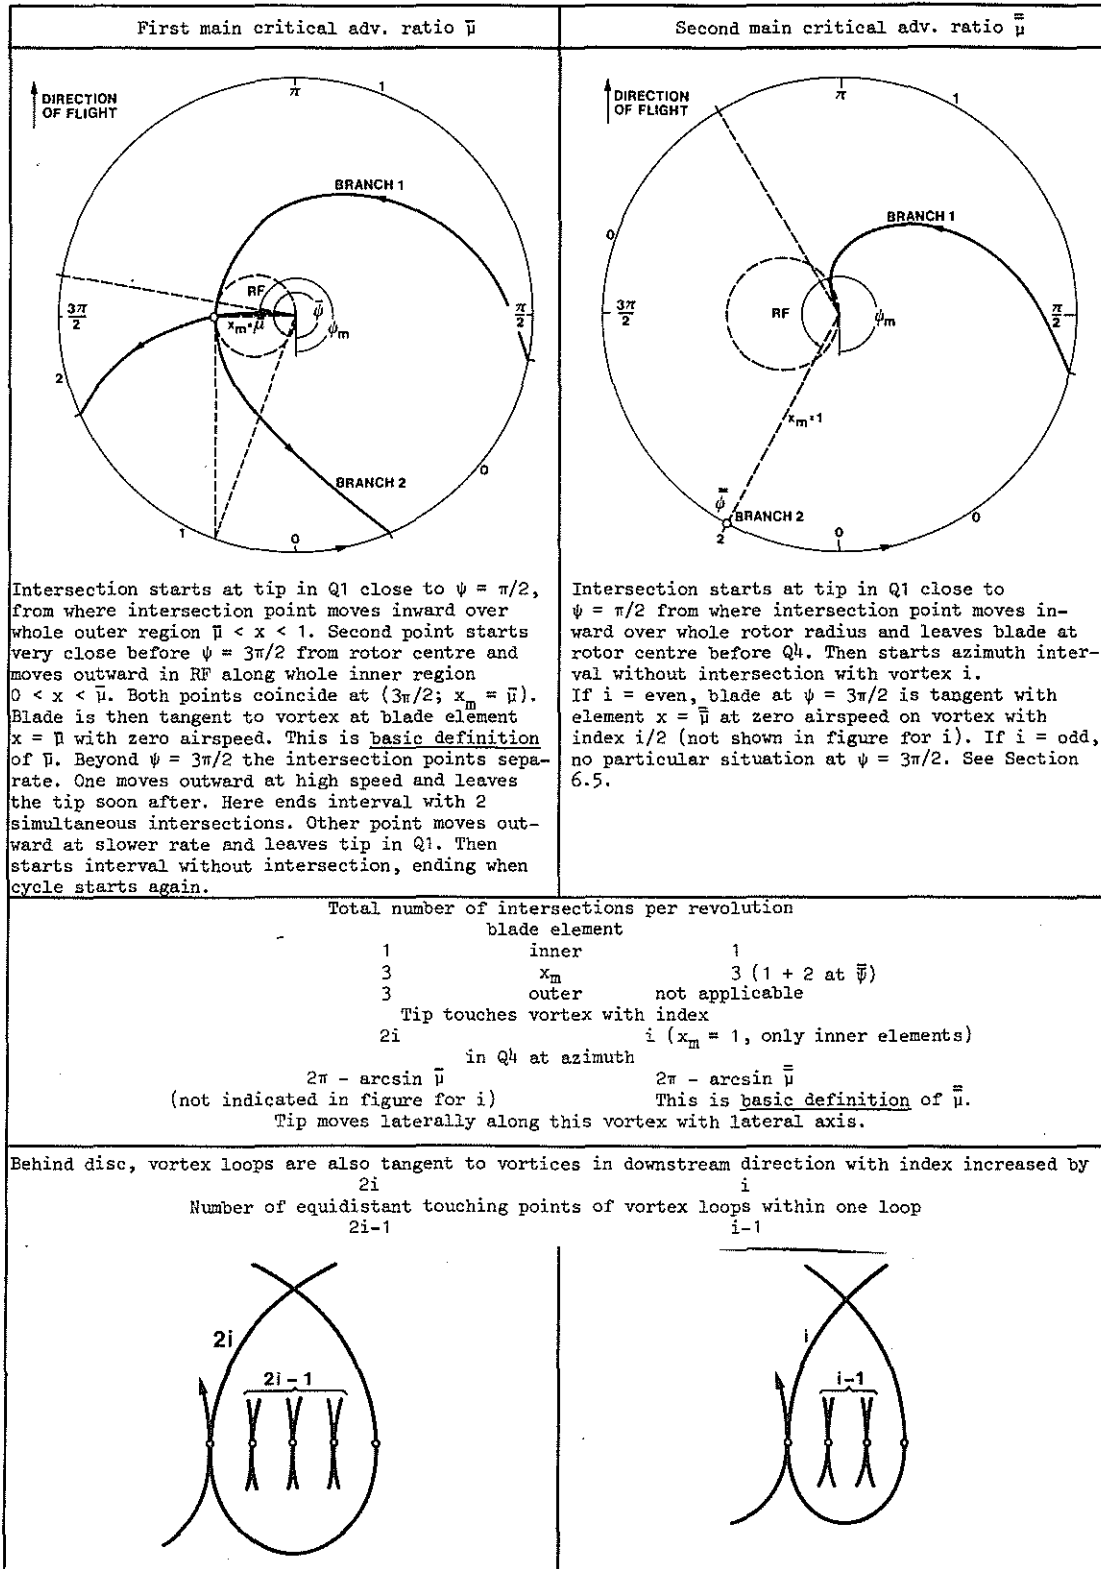 First main critical adv. ratio μ̄
Second main critical adv. ratio μ̿
DIRECTION
OF FLIGHT
π
1
BRANCH 1
RF
3π/2
x_m = μ̄
ψ̄
ψ_m
π/2
2
BRANCH 2
0
1
0
DIRECTION
OF FLIGHT
π
1
0
BRANCH 1
3π/2
RF
ψ_m
π/2
x_m = 1
ψ̿
BRANCH 2
2
0
0
Intersection starts at tip in Q1 close to ψ = π/2,
from where intersection point moves inward over
whole outer region μ̄ < x < 1. Second point starts
very close before ψ = 3π/2 from rotor centre and
moves outward in RF along whole inner region
0 < x < μ̄. Both points coincide at (3π/2; x_m = μ̄).
Blade is then tangent to vortex at blade element
x = μ̄ with zero airspeed. This is basic definition
of μ̄. Beyond ψ = 3π/2 the intersection points sepa-
rate. One moves outward at high speed and leaves
the tip soon after. Here ends interval with 2
simultaneous intersections. Other point moves out-
ward at slower rate and leaves tip in Q1. Then
starts interval without intersection, ending when
cycle starts again.
Intersection starts at tip in Q1 close to
ψ = π/2 from where intersection point moves in-
ward over whole rotor radius and leaves blade at
rotor centre before Q4. Then starts azimuth inter-
val without intersection with vortex i.
If i = even, blade at ψ = 3π/2 is tangent with
element x = μ̿ at zero airspeed on vortex with
index i/2 (not shown in figure for i). If i = odd,
no particular situation at ψ = 3π/2. See Section
6.5.
Total number of intersections per revolution
blade element
1 inner 1
3 x_m 3 (1 + 2 at ψ̿)
3 outer not applicable
Tip touches vortex with index
2i i (x_m = 1, only inner elements)
in Q4 at azimuth
2π - arcsin μ̄ 2π - arcsin μ̿
(not indicated in figure for i) This is basic definition of μ̿.
Tip moves laterally along this vortex with lateral axis.
Behind disc, vortex loops are also tangent to vortices in downstream direction with index increased by
2i i
Number of equidistant touching points of vortex loops within one loop
2i-1 i-1
2i
2i-1
i
i-1